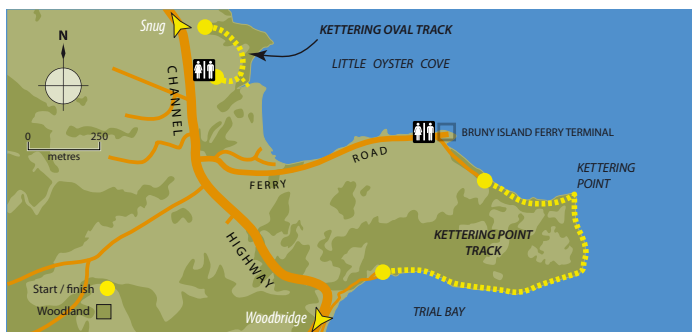 Snug
KETTERING OVAL TRACK
N
LITTLE OYSTER COVE
CHANNEL
0 250
metres
BRUNY ISLAND FERRY TERMINAL
FERRY ROAD
KETTERING
POINT
HIGHWAY
KETTERING POINT
TRACK
Start / finish
Woodland
Woodbridge
TRIAL BAY